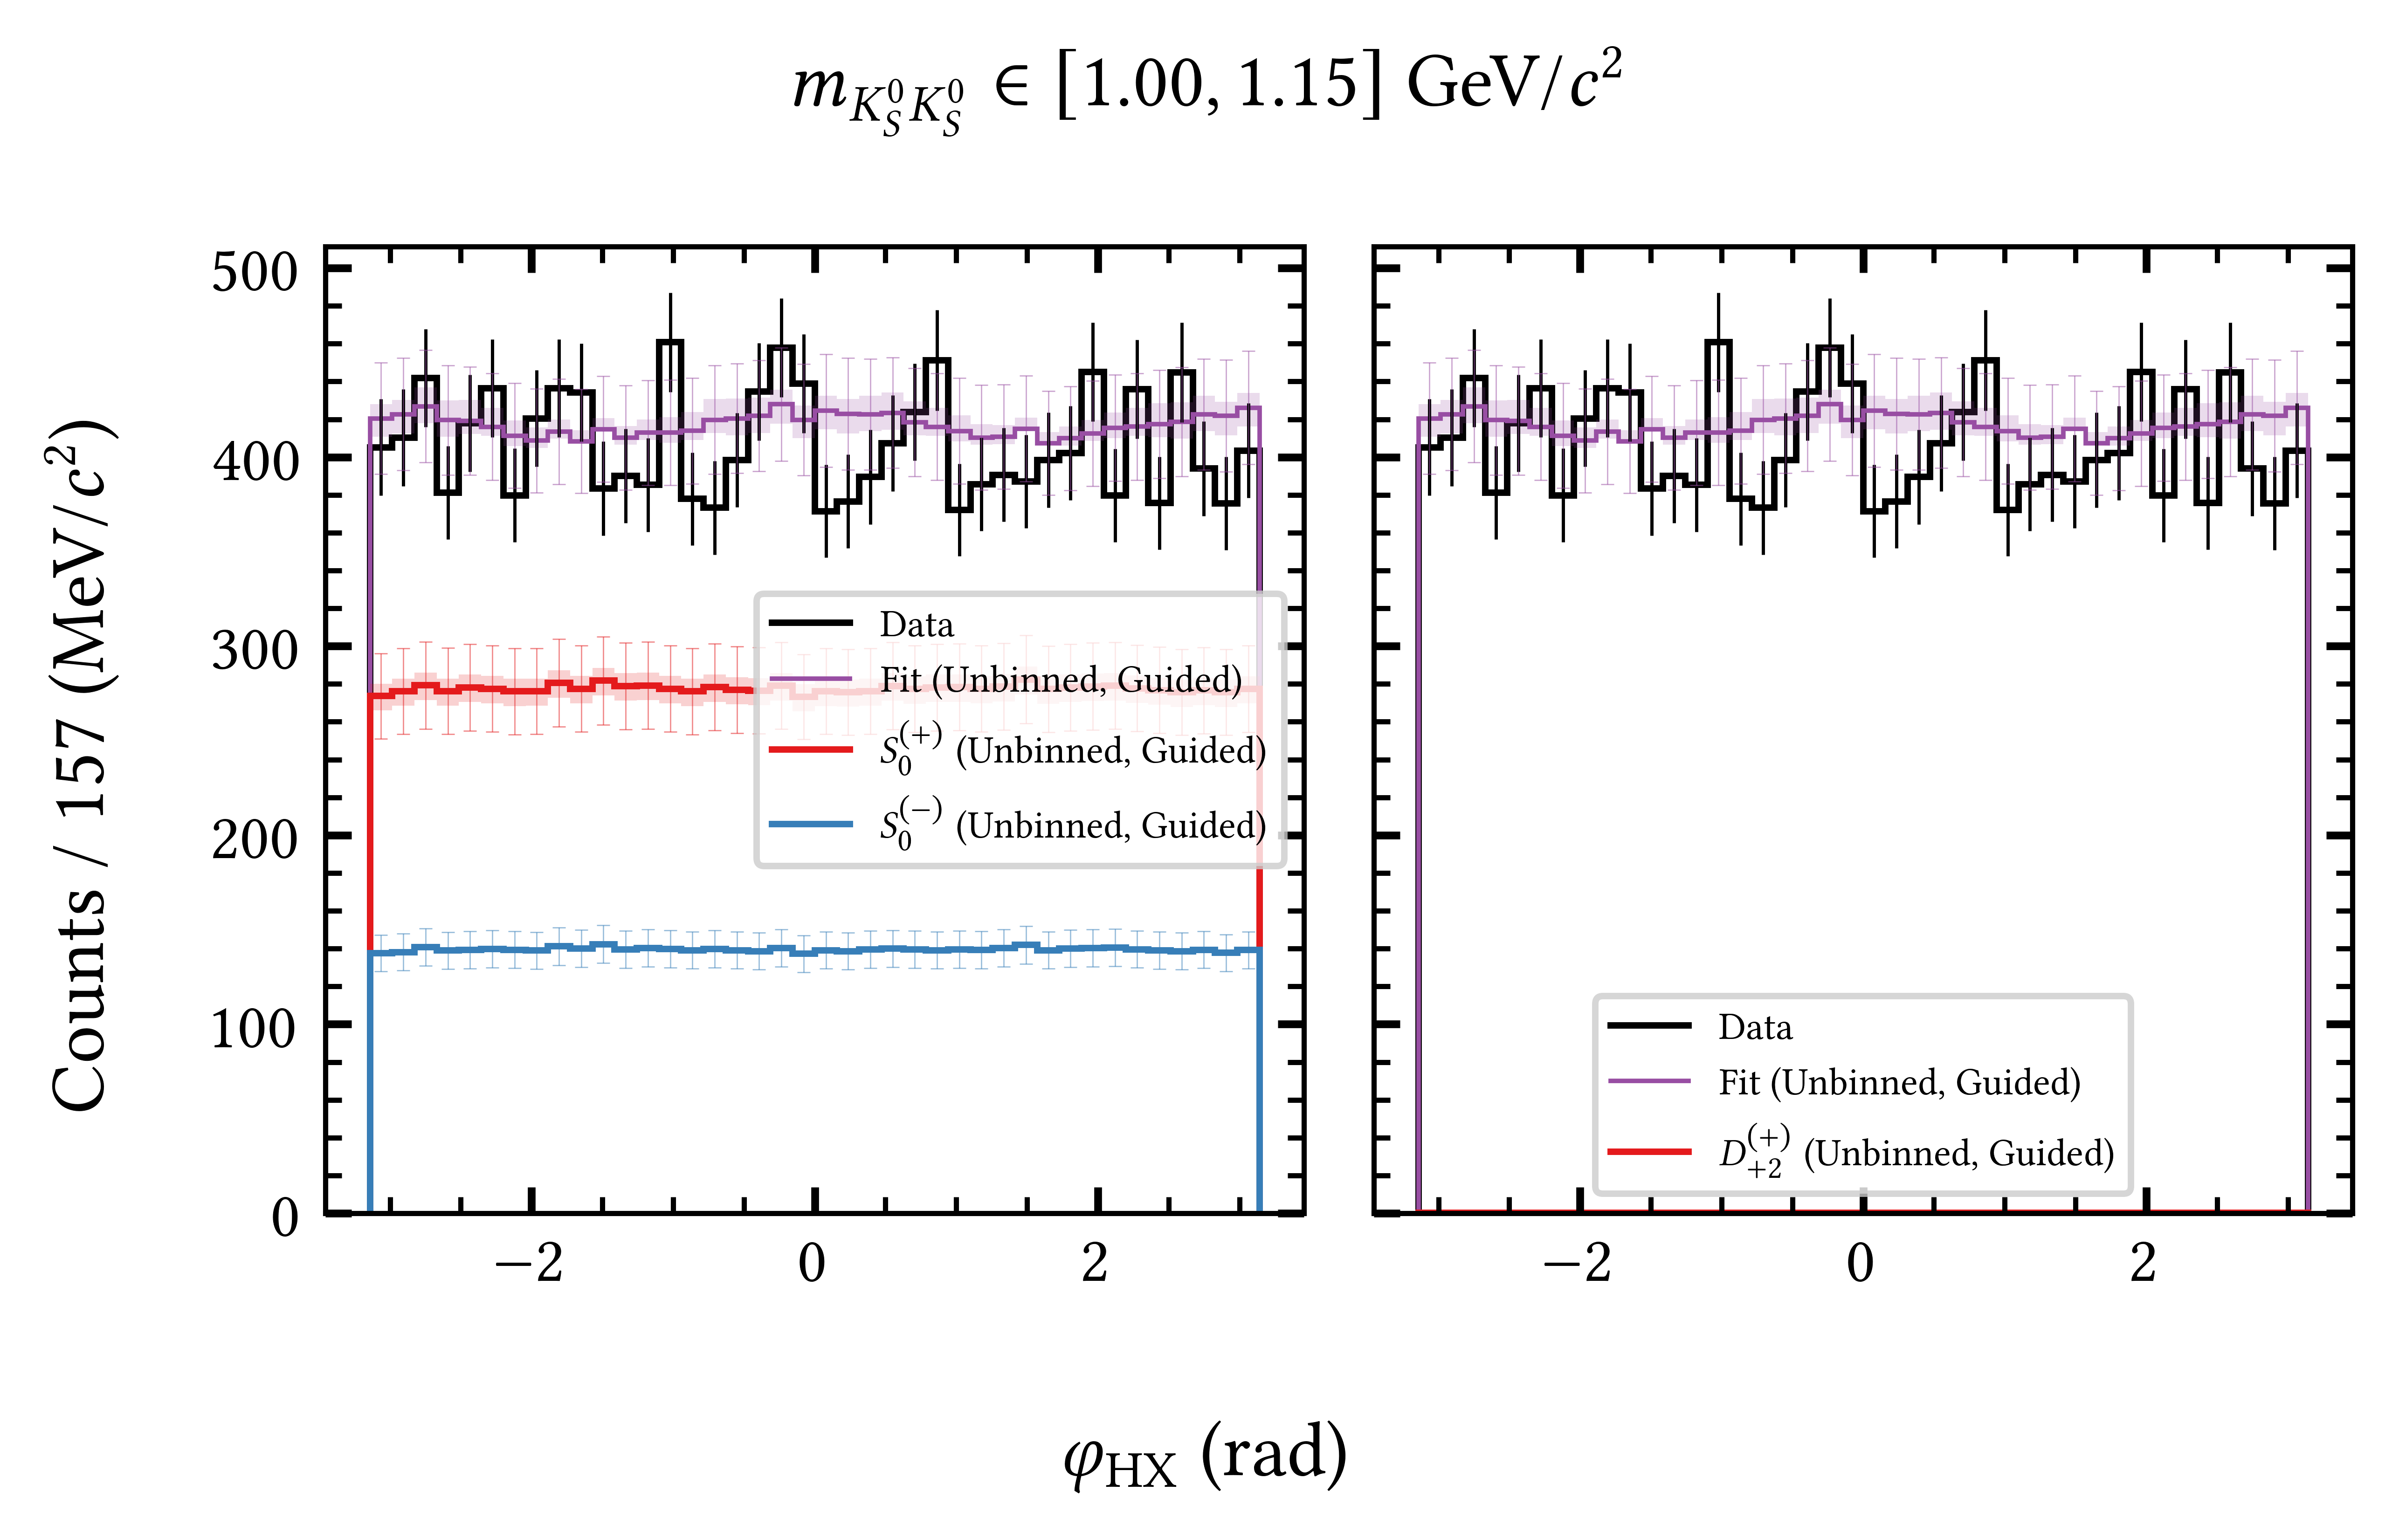 m_{K_S^0 K_S^0} ∈ [1.00, 1.15] GeV/c²
Counts / 157 (MeV/c²)
500
400
300
200
100
0
Data
Fit (Unbinned, Guided)
S_0^{(+)} (Unbinned, Guided)
S_0^{(−)} (Unbinned, Guided)
−2 0 2
Data
Fit (Unbinned, Guided)
D_{+2}^{(+)} (Unbinned, Guided)
−2 0 2
φ_{HX} (rad)